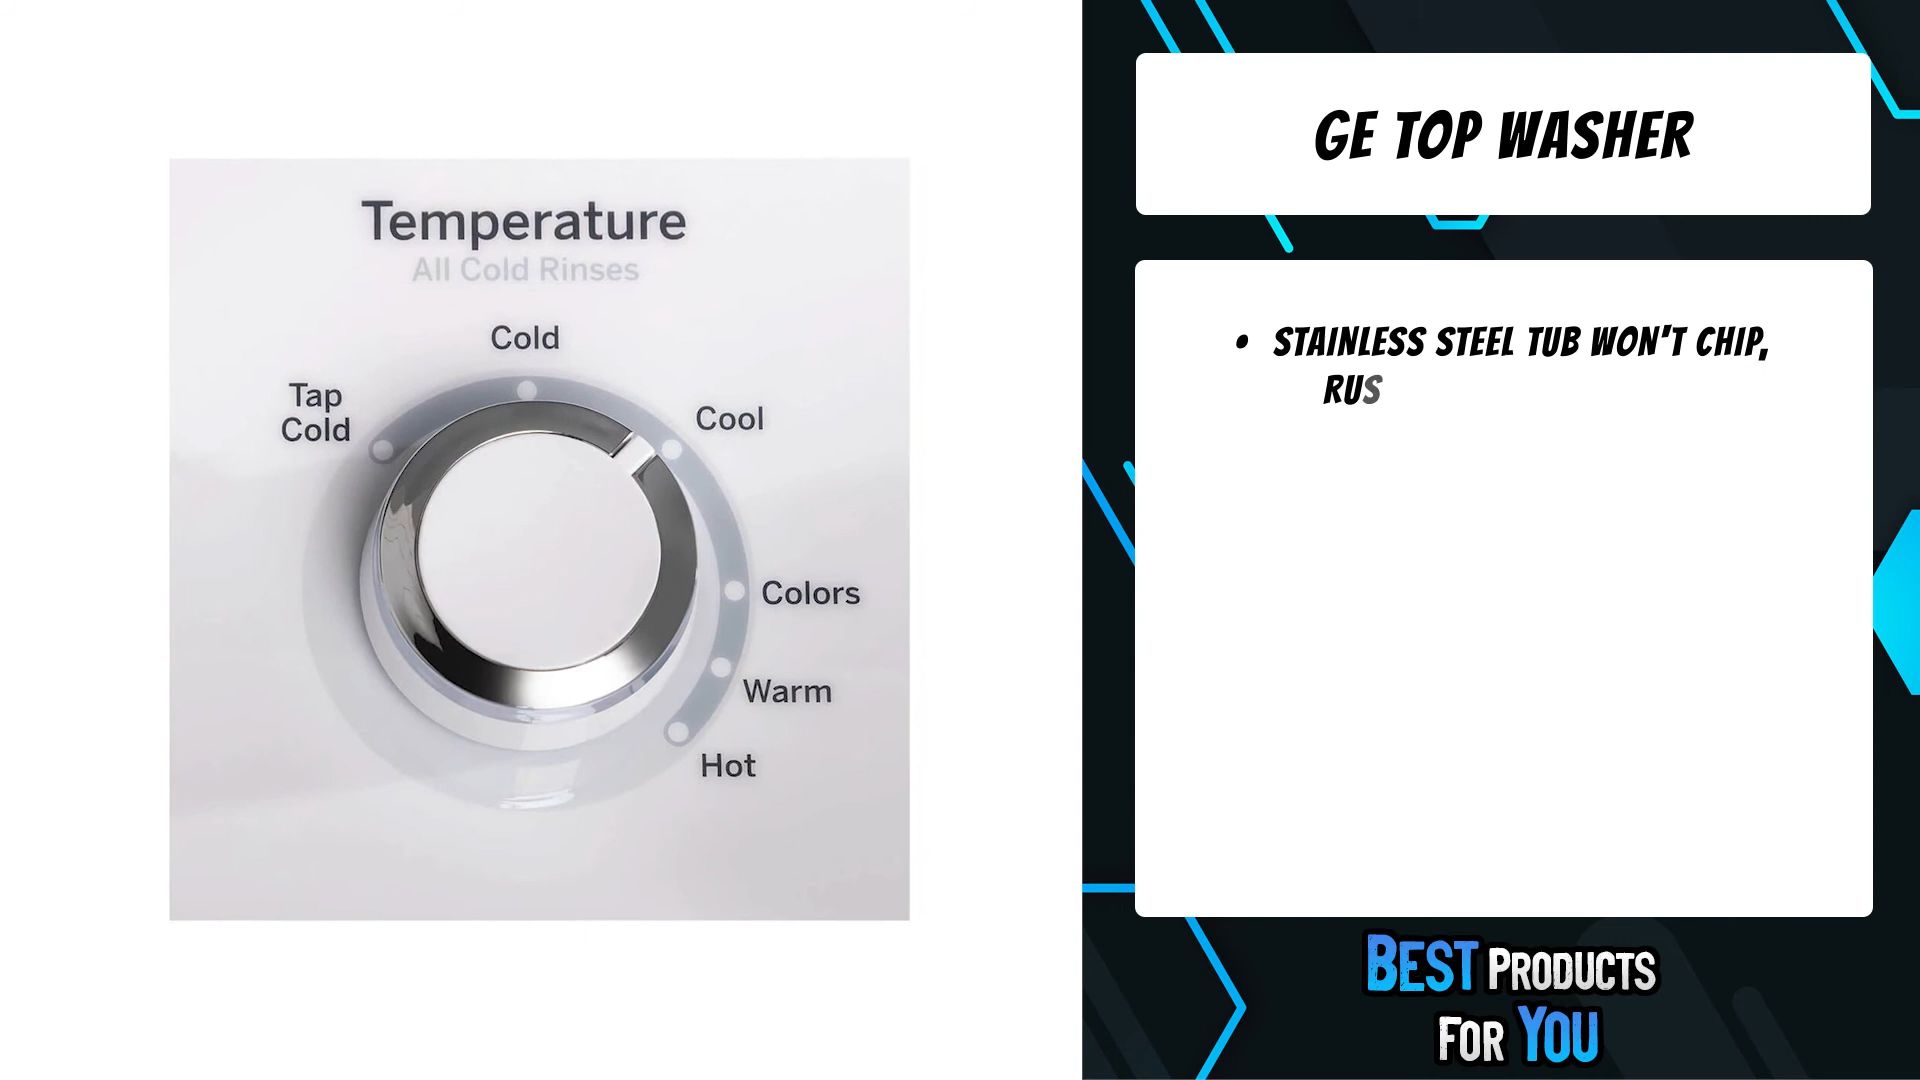 Temperature
All Cold Rinses
Cold
Tap
Cold
Cool
Colors
Warm
Hot
GE TOP WASHER
• STAINLESS STEEL TUB WON'T CHIP,
RUS
BEST PRODUCTS
FOR YOU